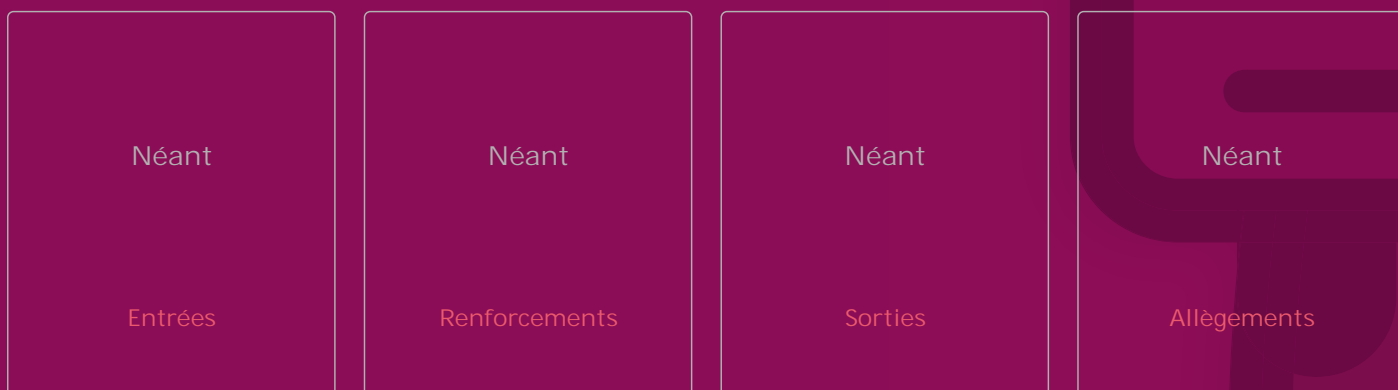 Néant
Néant
Néant
Néant
Entrées
Renforcements
Sorties
Allègements